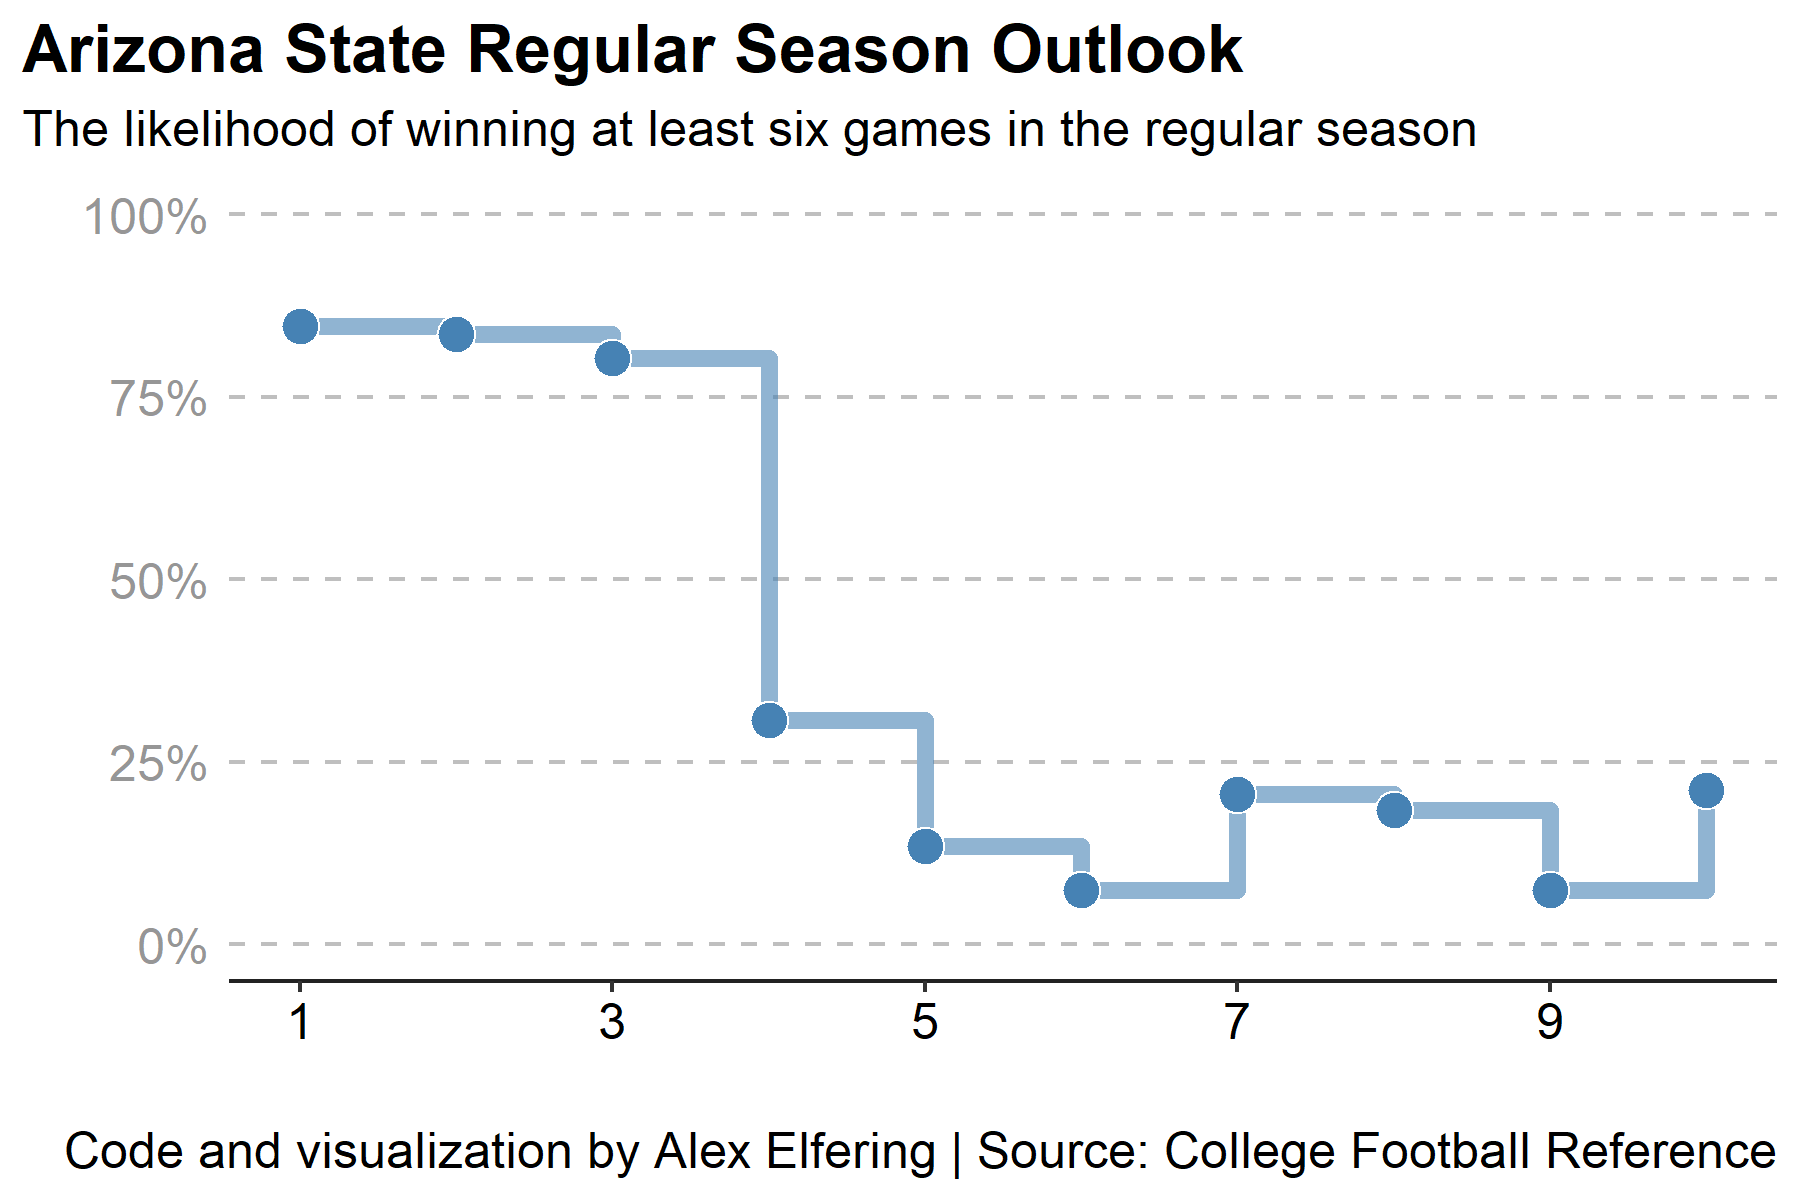 Arizona State Regular Season Outlook
The likelihood of winning at least six games in the regular season
100%
75%
50%
25%
0%
1 3 5 7 9
Code and visualization by Alex Elfering | Source: College Football Reference